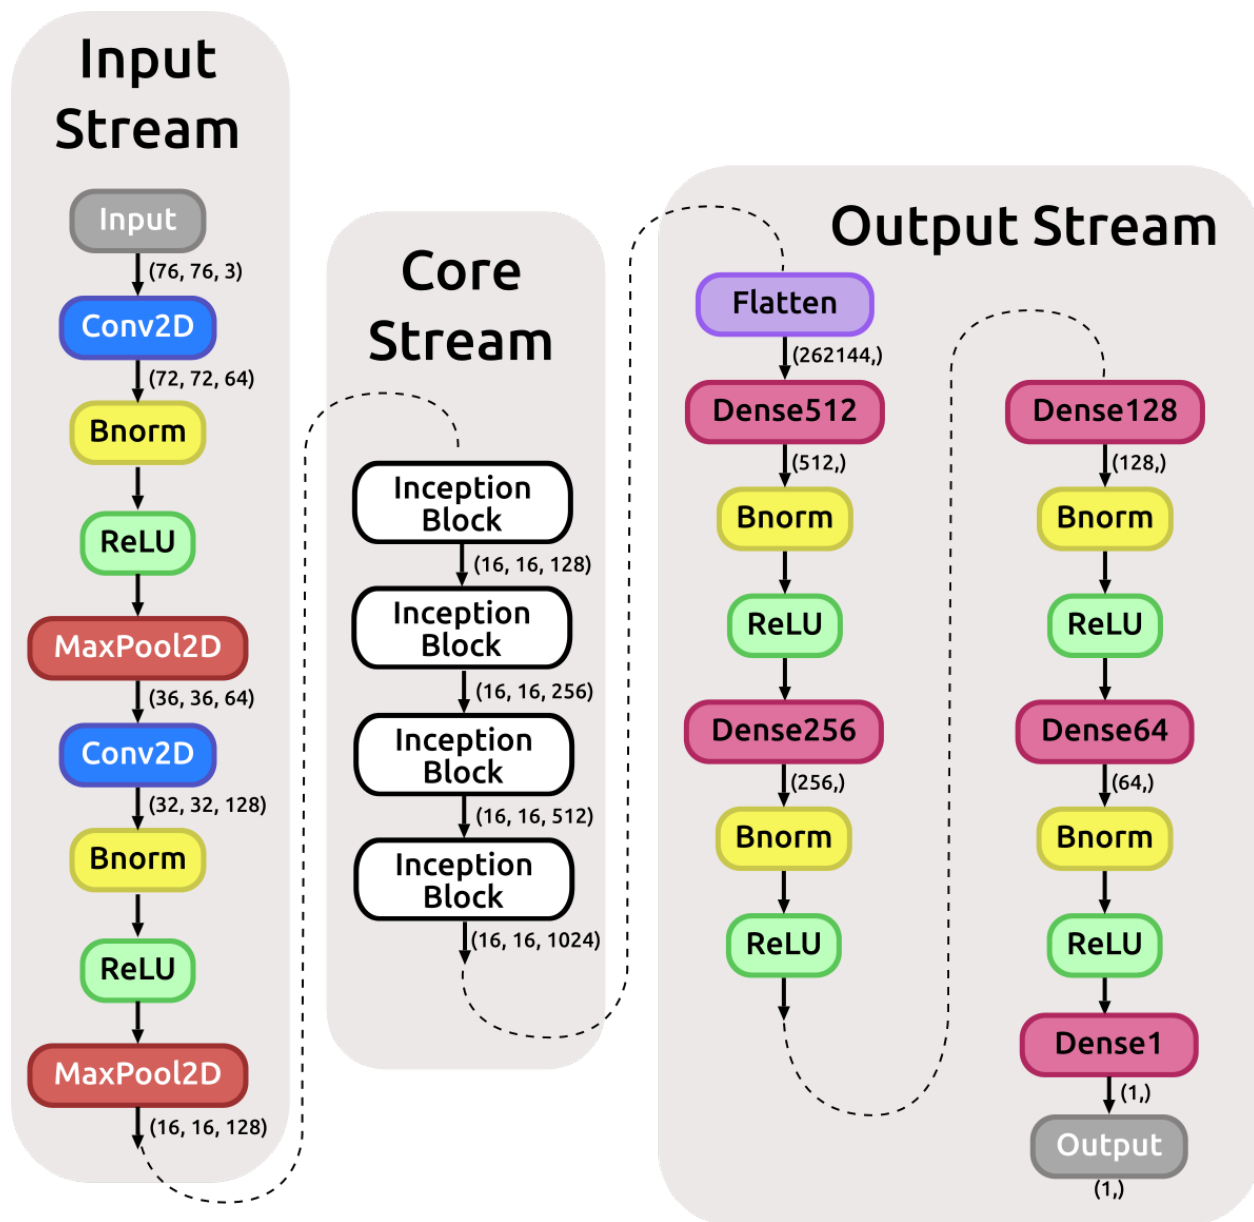 Input
Stream
Input
(76, 76, 3)
Conv2D
(72, 72, 64)
Bnorm
ReLU
MaxPool2D
(36, 36, 64)
Conv2D
(32, 32, 128)
Bnorm
ReLU
MaxPool2D
(16, 16, 128)
Core
Stream
Inception
Block
(16, 16, 128)
Inception
Block
(16, 16, 256)
Inception
Block
(16, 16, 512)
Inception
Block
(16, 16, 1024)
Output Stream
Flatten
(262144,)
Dense512
(512,)
Bnorm
ReLU
Dense256
(256,)
Bnorm
ReLU
Dense128
(128,)
Bnorm
ReLU
Dense64
(64,)
Bnorm
ReLU
Dense1
(1,)
Output
(1,)